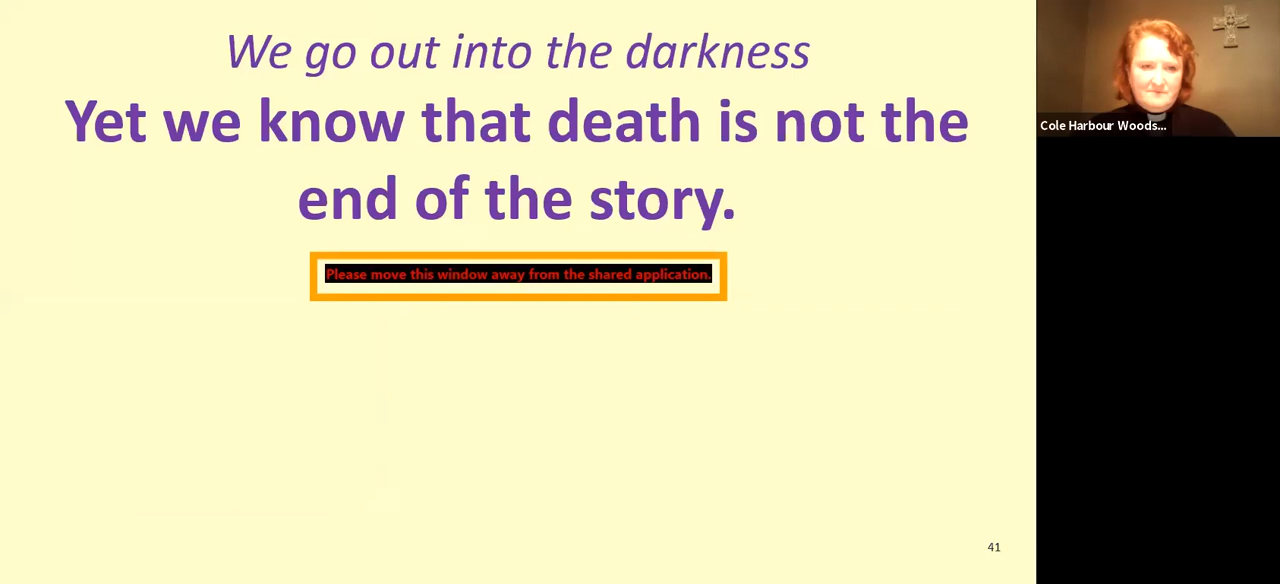 We go out into the darkness
Yet we know that death is not the
end of the story.
Please move this window away from the shared application.
Cole Harbour Woods...
41